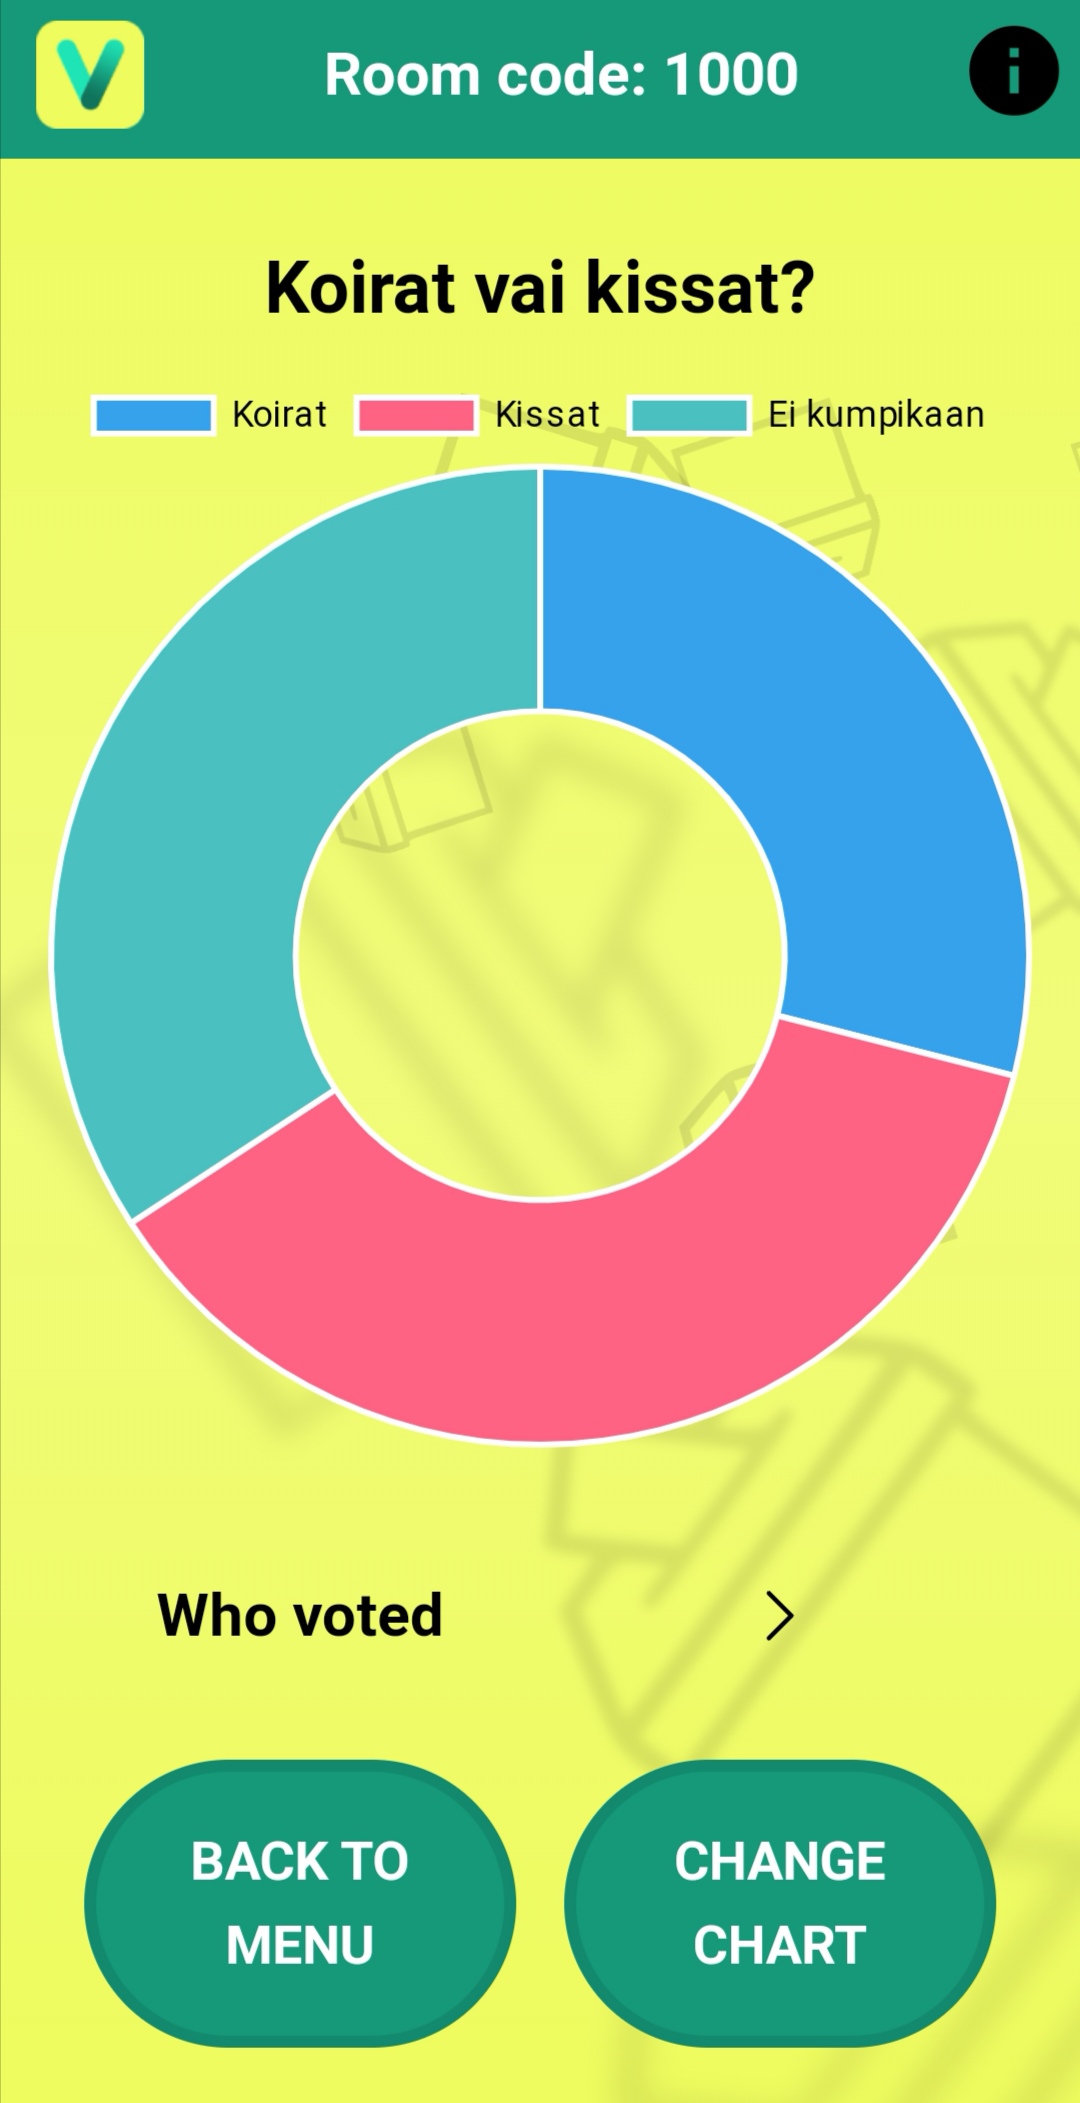 Room code: 1000
Koirat vai kissat?
Koirat Kissat Ei kumpikaan
Who voted
BACK TO
MENU
CHANGE
CHART